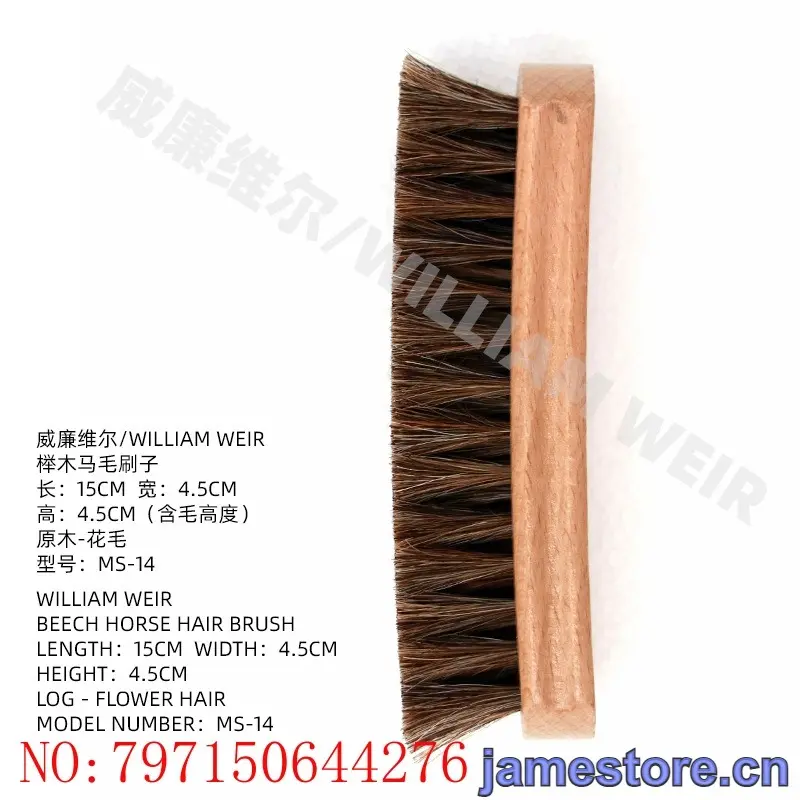 威廉维尔/WILLIAM WEIR
威廉维尔/WILLIAM WEIR
榉木马毛刷子
长：15CM 宽：4.5CM
高：4.5CM（含毛高度）
原木-花毛
型号：MS-14
WILLIAM WEIR
BEECH HORSE HAIR BRUSH
LENGTH：15CM WIDTH：4.5CM
HEIGHT：4.5CM
LOG - FLOWER HAIR
MODEL NUMBER：MS-14
NO: 797150644276
jamestore.cn